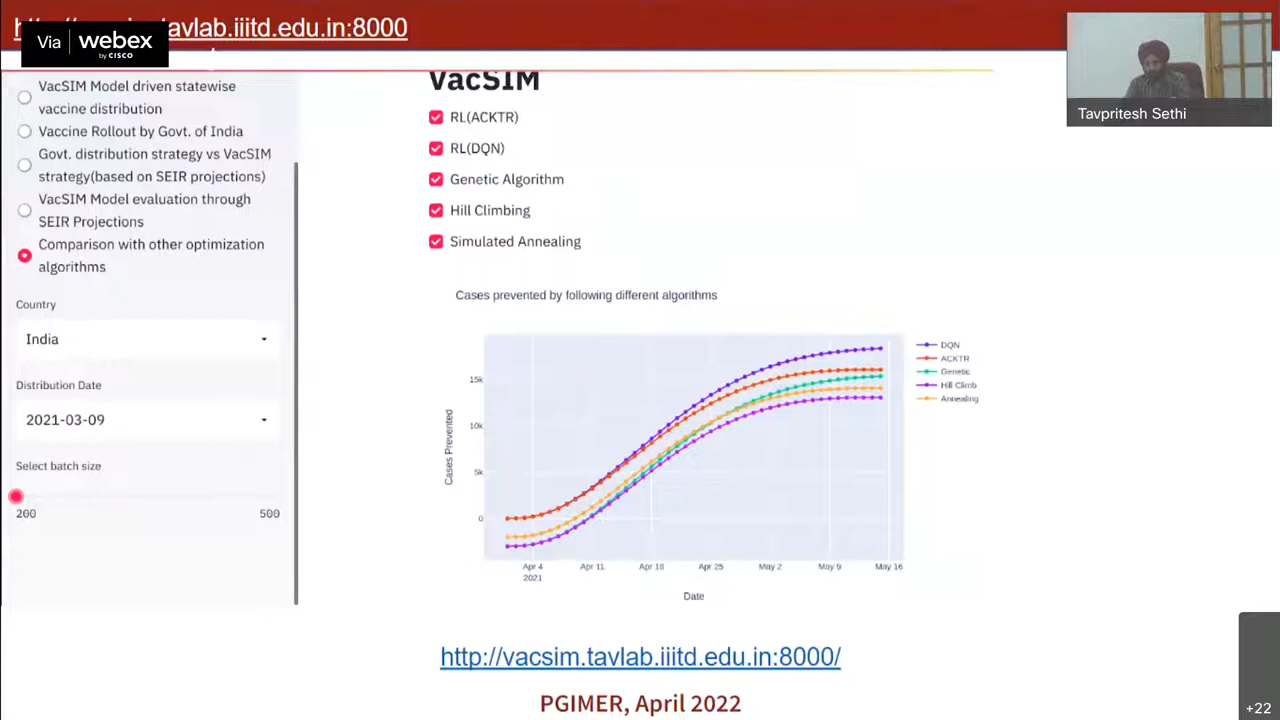 http://vacsim.tavlab.iiitd.edu.in:8000
Via webex
by CISCO
Tavpritesh Sethi
VacSIM Model driven statewise
vaccine distribution
Vaccine Rollout by Govt. of India
Govt. distribution strategy vs VacSIM
strategy(based on SEIR projections)
VacSIM Model evaluation through
SEIR Projections
Comparison with other optimization
algorithms
Country
India
Distribution Date
2021-03-09
Select batch size
200 500
VacSIM
RL(ACKTR)
RL(DQN)
Genetic Algorithm
Hill Climbing
Simulated Annealing
Cases prevented by following different algorithms
DQN
ACKTR
Genetic
Hill Climb
Annealing
Cases Prevented
15k
10k
5k
0
Apr 4 Apr 11 Apr 18 Apr 25 May 2 May 9 May 16
2021
Date
http://vacsim.tavlab.iiitd.edu.in:8000/
PGIMER, April 2022
+22